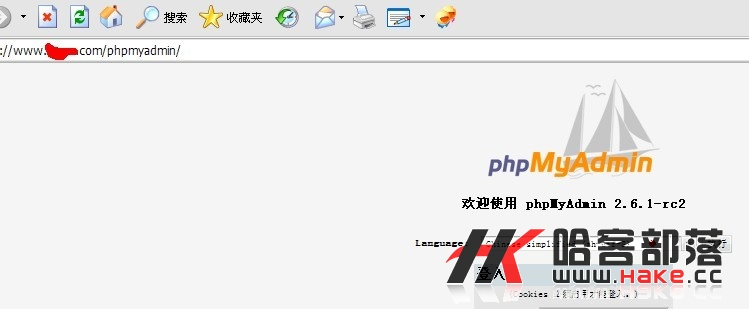 搜索 收藏夹
://www. .com/phpmyadmin/
phpMyAdmin
欢迎使用 phpMyAdmin 2.6.1-rc2
Language:
哈客部落
登入
www.Hake.cc
(Cookies